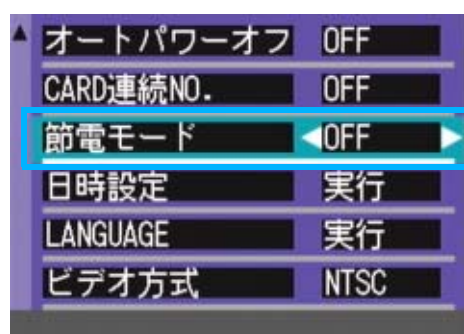 オートパワーオフ OFF
CARD連続NO. OFF
節電モード OFF
日時設定 実行
LANGUAGE 実行
ビデオ方式 NTSC